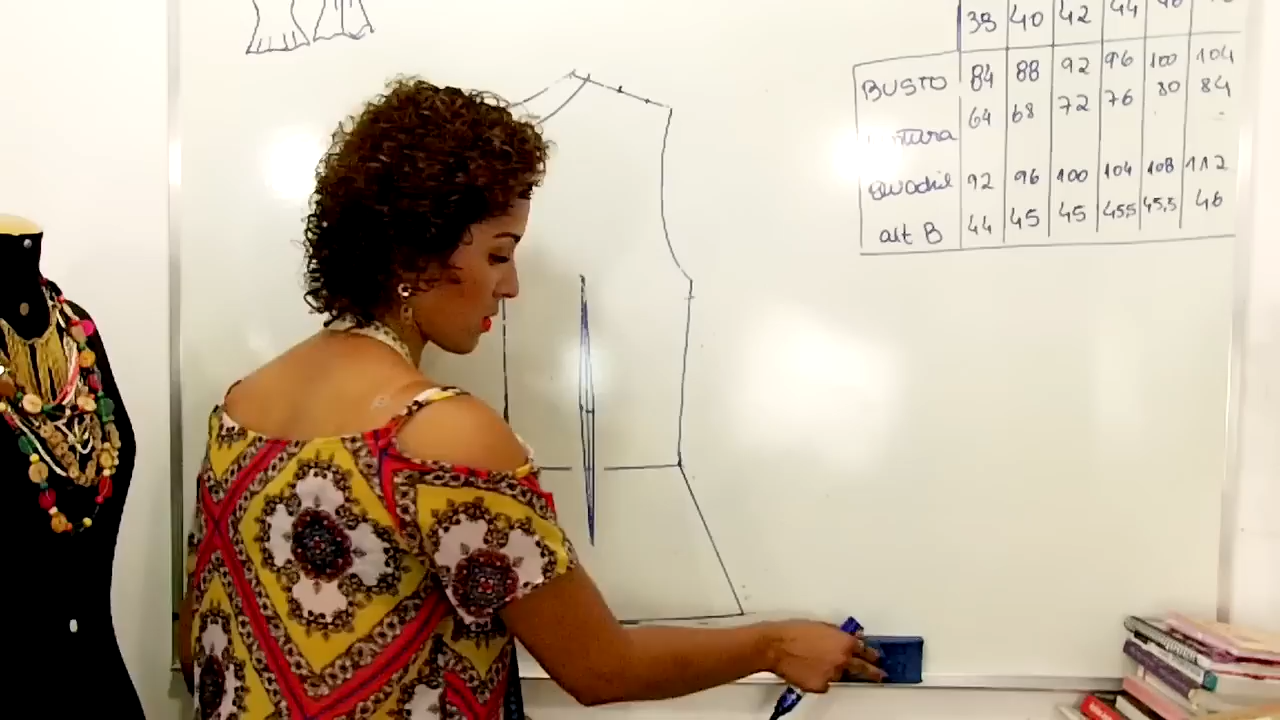 38 40 42 44
BUSTO 84 88 92 96 100 104
64 68 72 76 80 84
Quadril 92 96 100 104 108 112
alt B 44 45 45 45,5 45,5 46